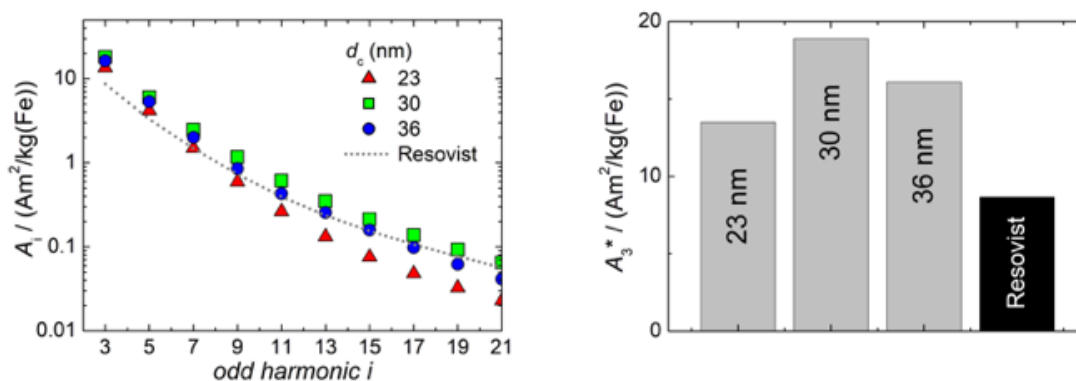 A⁻ / (Am²/kg(Fe))
10
1
0.1
0.01
d_c (nm)
23
30
36
Resovist
3 5 7 9 11 13 15 17 19 21
odd harmonic i
A₃* / (Am²/kg(Fe))
20
10
0
23 nm
30 nm
36 nm
Resovist